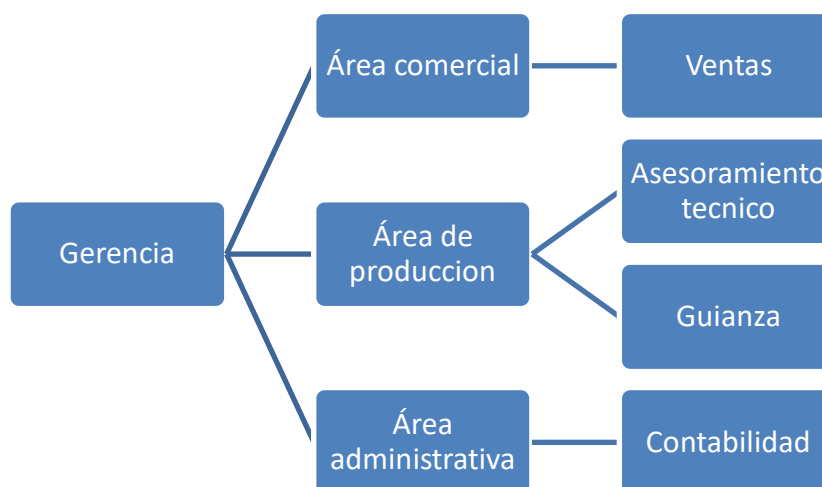 Área comercial
Ventas
Asesoramiento
tecnico
Gerencia
Área de
produccion
Guianza
Área
administrativa
Contabilidad